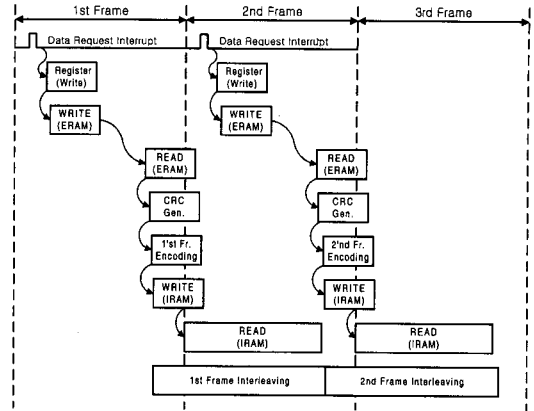 1st Frame
2nd Frame
3rd Frame
Data Request Interrupt
Data Request Interrupt
Register
(Write)
Register
(Write)
WRITE
(ERAM)
WRITE
(ERAM)
READ
(ERAM)
READ
(ERAM)
CRC
Gen.
CRC
Gen.
1'st Fr.
Encoding
2'nd Fr.
Encoding
WRITE
(IRAM)
WRITE
(IRAM)
READ
(IRAM)
READ
(IRAM)
1st Frame Interleaving
2nd Frame Interleaving